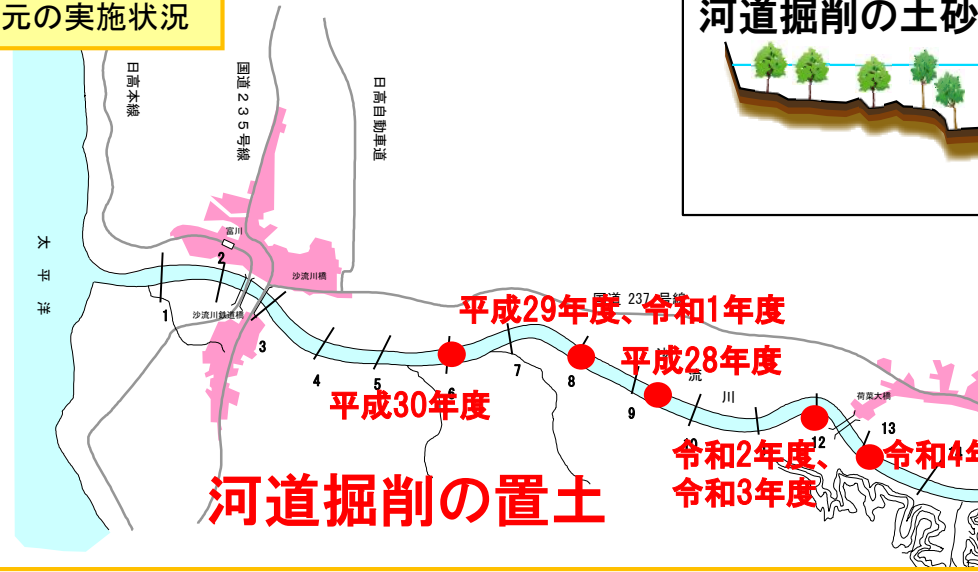 元の実施状況
河道掘削の土砂
日高本線
国道235号線
日高自動車道
太平洋
富川
2
沙流川橋
1
沙流川鉄道橋
3
国道 237号線
平成29年度、令和1年度
平成28年度
4
5
6
7
8
9
流
川
平成30年度
荷菜大橋
10
12
13
令和2年度、
令和3年度
令和4年
河道掘削の置土